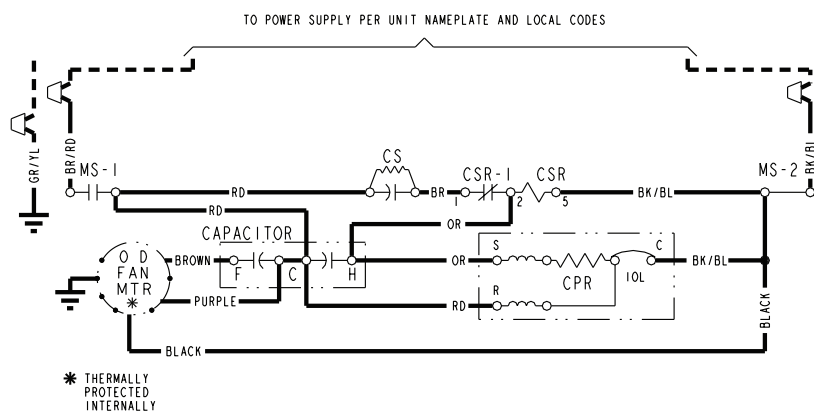 TO POWER SUPPLY PER UNIT NAMEPLATE AND LOCAL CODES
GR/YL
BR/RD
BK/BL
MS-1
CS
CSR-1
CSR
MS-2
RD
BR
1
2
5
BK/BL
RD
OR
CAPACITOR
O D
FAN
MTR
*
BROWN
F
C
H
OR
S
CPR
IOL
C
BK/BL
PURPLE
RD
R
BLACK
BLACK
* THERMALLY
PROTECTED
INTERNALLY